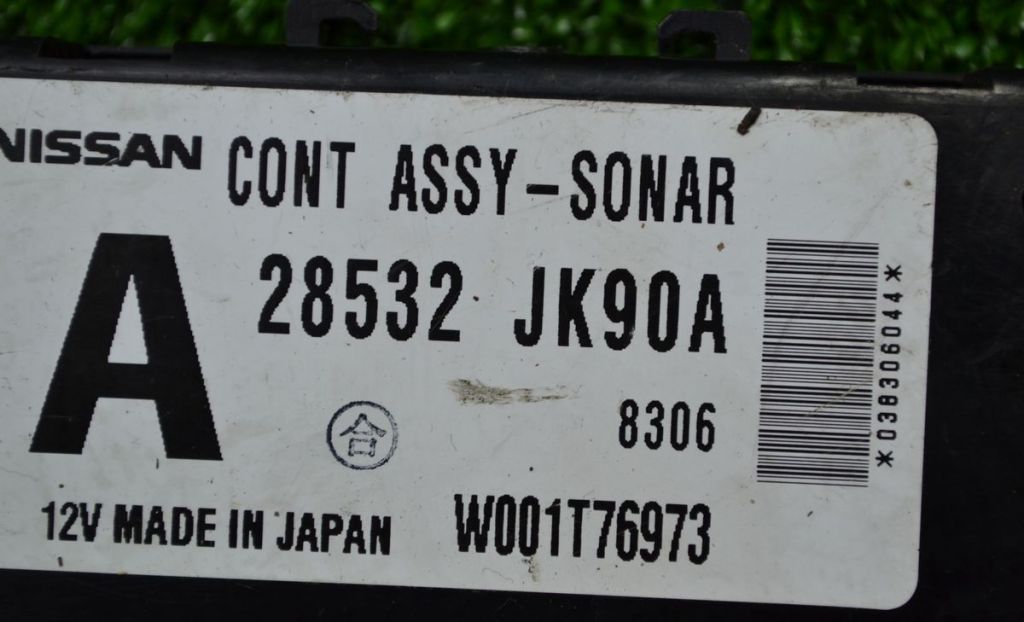 NISSAN CONT ASSY-SONAR
A
28532 JK90A
合
8306
*038306044*
12V MADE IN JAPAN
W001T76973